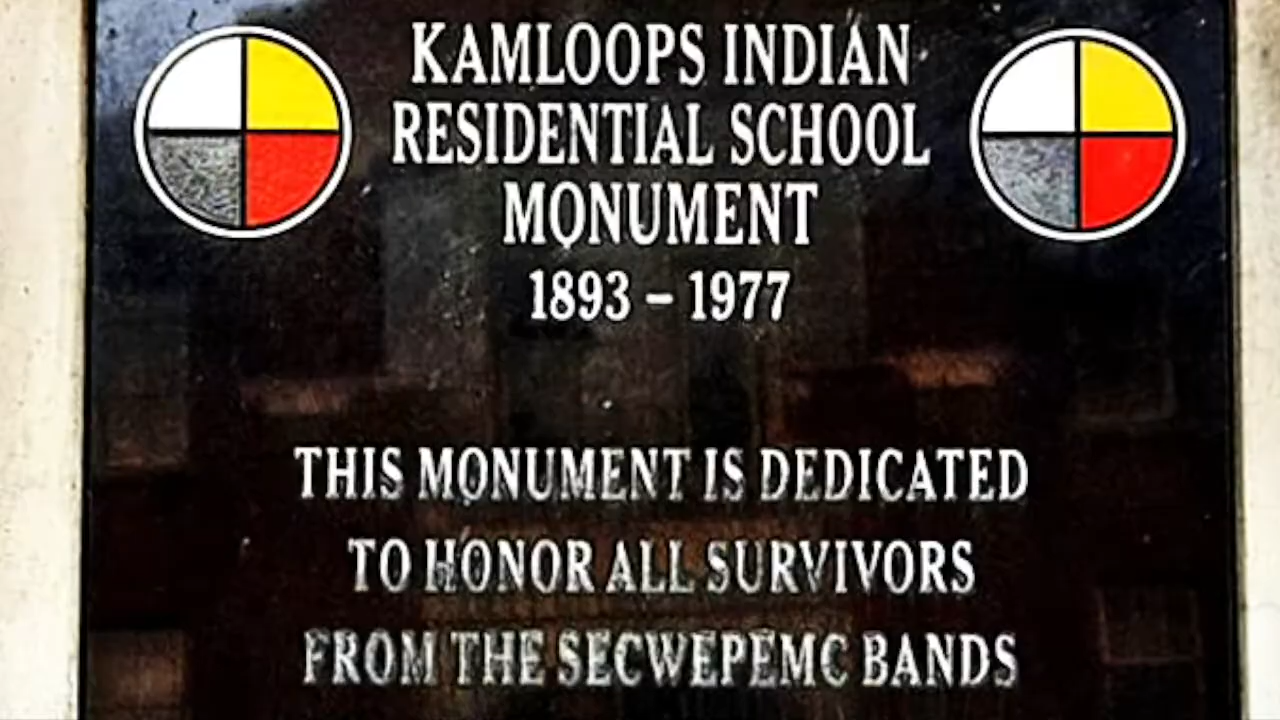 KAMLOOPS INDIAN
RESIDENTIAL SCHOOL
MONUMENT
1893 – 1977
THIS MONUMENT IS DEDICATED
TO HONOR ALL SURVIVORS
FROM THE SECWEPEMC BANDS